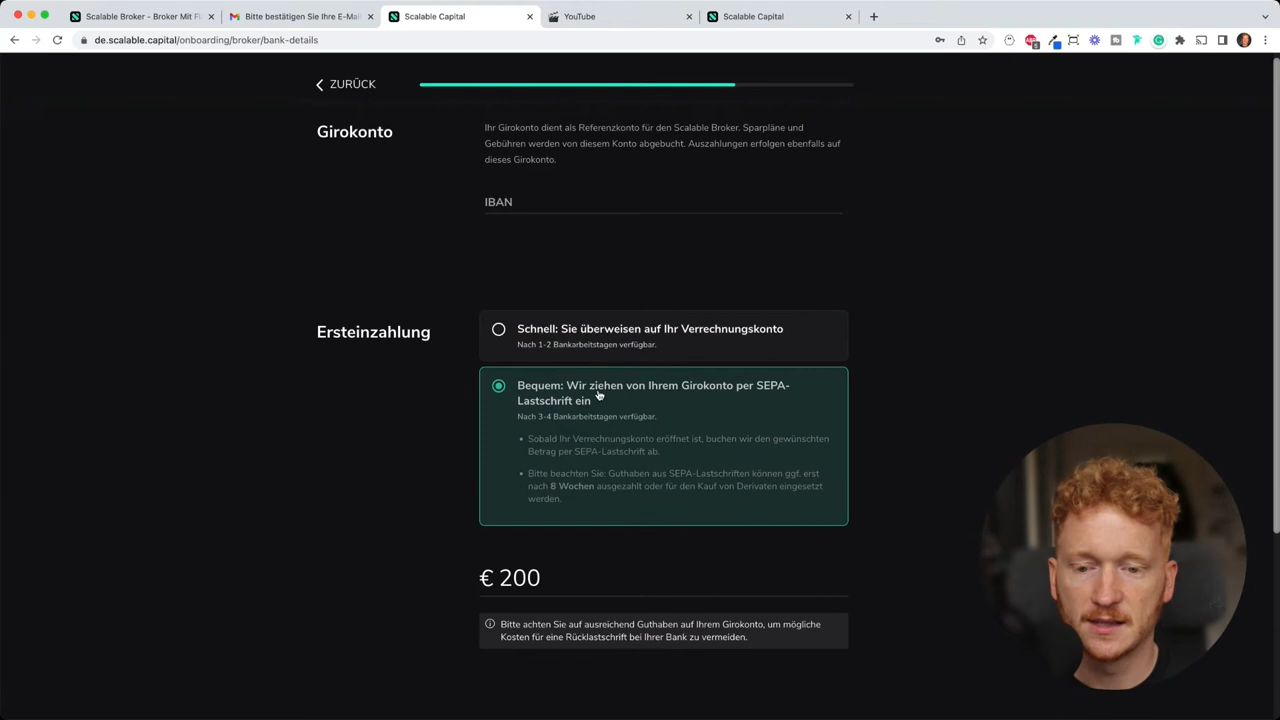 Scalable Broker – Broker Mit Fl
Bitte bestätigen Sie Ihre E-Mail
Scalable Capital
YouTube
Scalable Capital
de.scalable.capital/onboarding/broker/bank-details
ZURÜCK
Girokonto
Ihr Girokonto dient als Referenzkonto für den Scalable Broker. Sparpläne und
Gebühren werden von diesem Konto abgebucht. Auszahlungen erfolgen ebenfalls auf
dieses Girokonto.
IBAN
Ersteinzahlung
Schnell: Sie überweisen auf Ihr Verrechnungskonto
Nach 1-2 Bankarbeitstagen verfügbar.
Bequem: Wir ziehen von Ihrem Girokonto per SEPA-
Lastschrift ein
Nach 3-4 Bankarbeitstagen verfügbar.
• Sobald Ihr Verrechnungskonto eröffnet ist, buchen wir den gewünschten
Betrag per SEPA-Lastschrift ab.
• Bitte beachten Sie: Guthaben aus SEPA-Lastschriften können ggf. erst
nach 8 Wochen ausgezahlt oder für den Kauf von Derivaten eingesetzt
werden.
€ 200
Bitte achten Sie auf ausreichend Guthaben auf Ihrem Girokonto, um mögliche
Kosten für eine Rücklastschrift bei Ihrer Bank zu vermeiden.